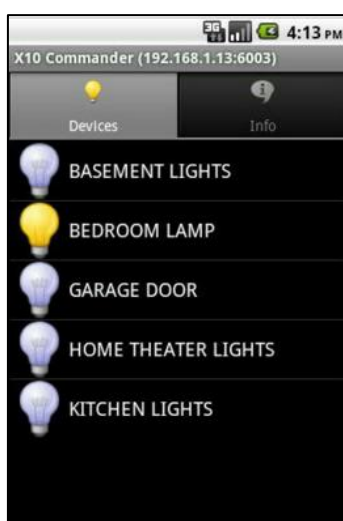 3G 4:13 PM
X10 Commander (192.168.1.13:6003)
Devices Info
BASEMENT LIGHTS
BEDROOM LAMP
GARAGE DOOR
HOME THEATER LIGHTS
KITCHEN LIGHTS